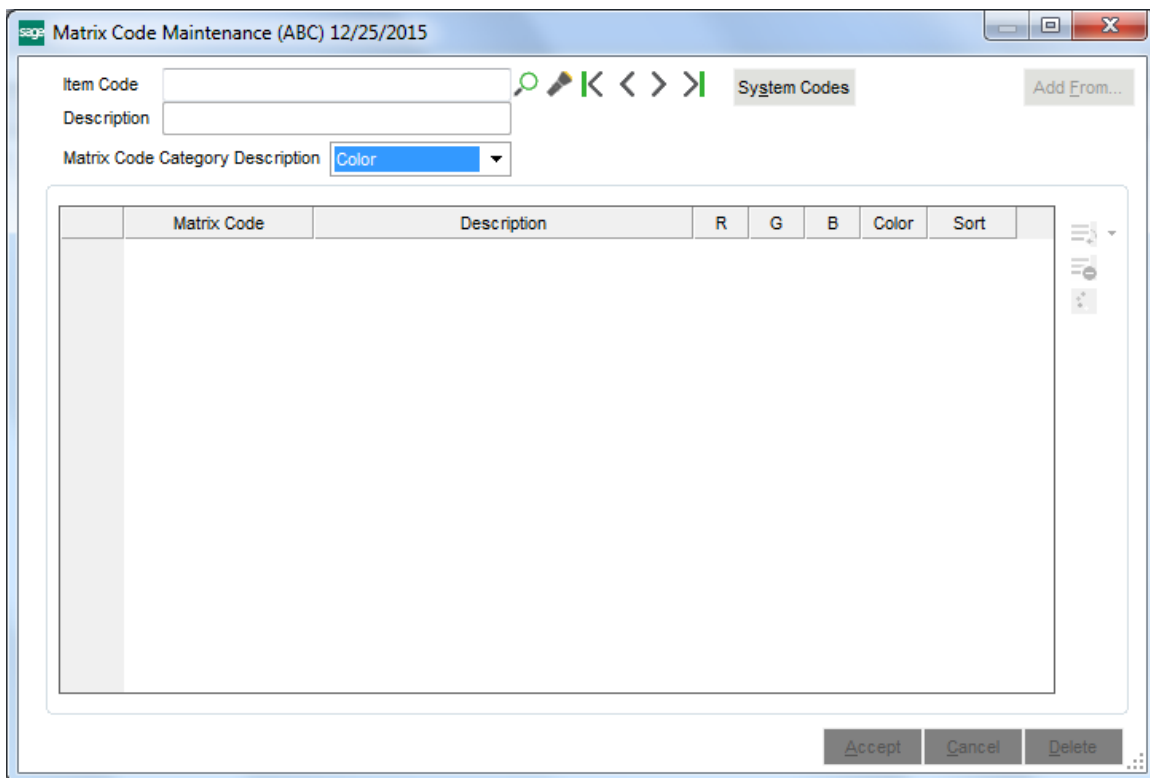 sage Matrix Code Maintenance (ABC) 12/25/2015
Item Code
System Codes
Add From...
Description
Matrix Code Category Description Color
Matrix Code Description R G B Color Sort
Accept Cancel Delete